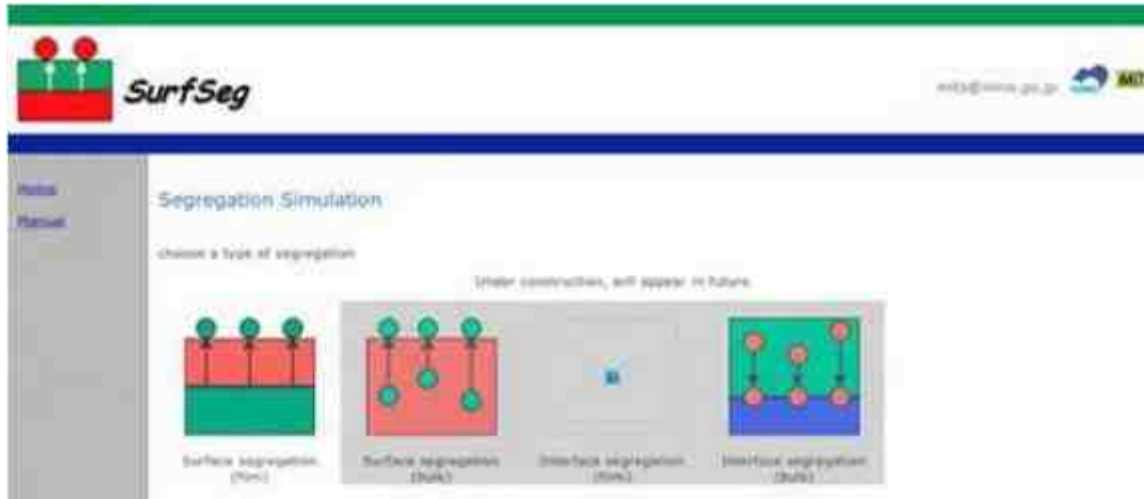 SurfSeg
Home
Manual
Segregation Simulation
choose a type of segregation
Under construction, will appear in future.
Surface segregation
(film)
Surface segregation
(bulk)
Interface segregation
(film)
Interface segregation
(bulk)